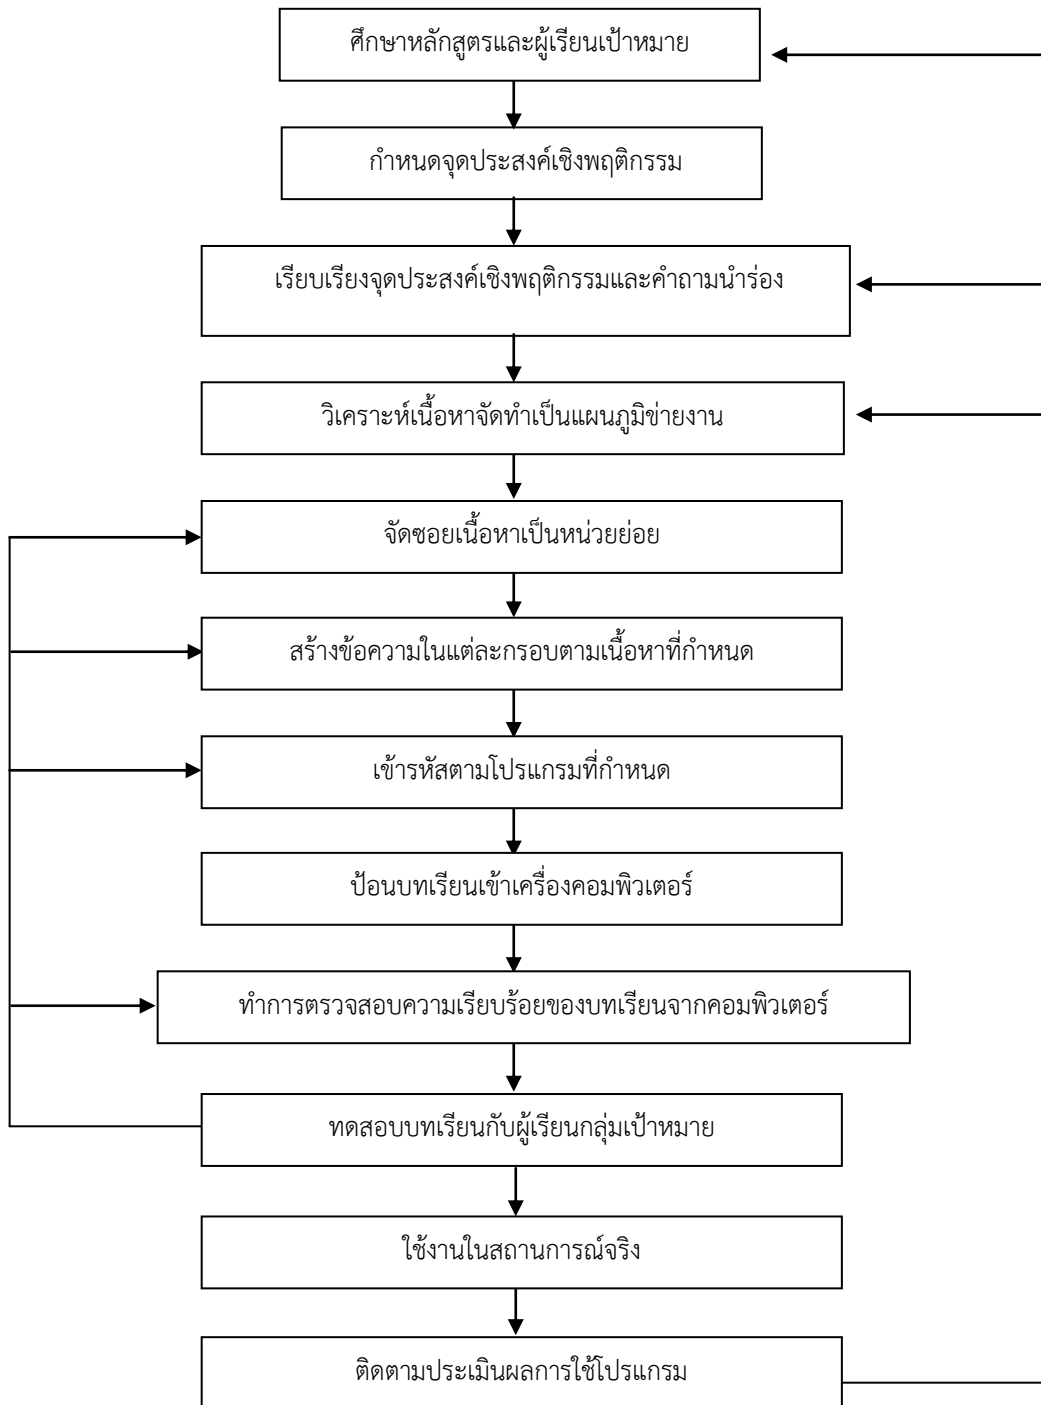 ศึกษาหลักสูตรและผู้เรียนเป้าหมาย
กำหนดจุดประสงค์เชิงพฤติกรรม
เรียบเรียงจุดประสงค์เชิงพฤติกรรมและคำถามนำร่อง
วิเคราะห์เนื้อหาจัดทำเป็นแผนภูมิข่ายงาน
จัดซอยเนื้อหาเป็นหน่วยย่อย
สร้างข้อความในแต่ละกรอบตามเนื้อหาที่กำหนด
เข้ารหัสตามโปรแกรมที่กำหนด
ป้อนบทเรียนเข้าเครื่องคอมพิวเตอร์
ทำการตรวจสอบความเรียบร้อยของบทเรียนจากคอมพิวเตอร์
ทดสอบบทเรียนกับผู้เรียนกลุ่มเป้าหมาย
ใช้งานในสถานการณ์จริง
ติดตามประเมินผลการใช้โปรแกรม